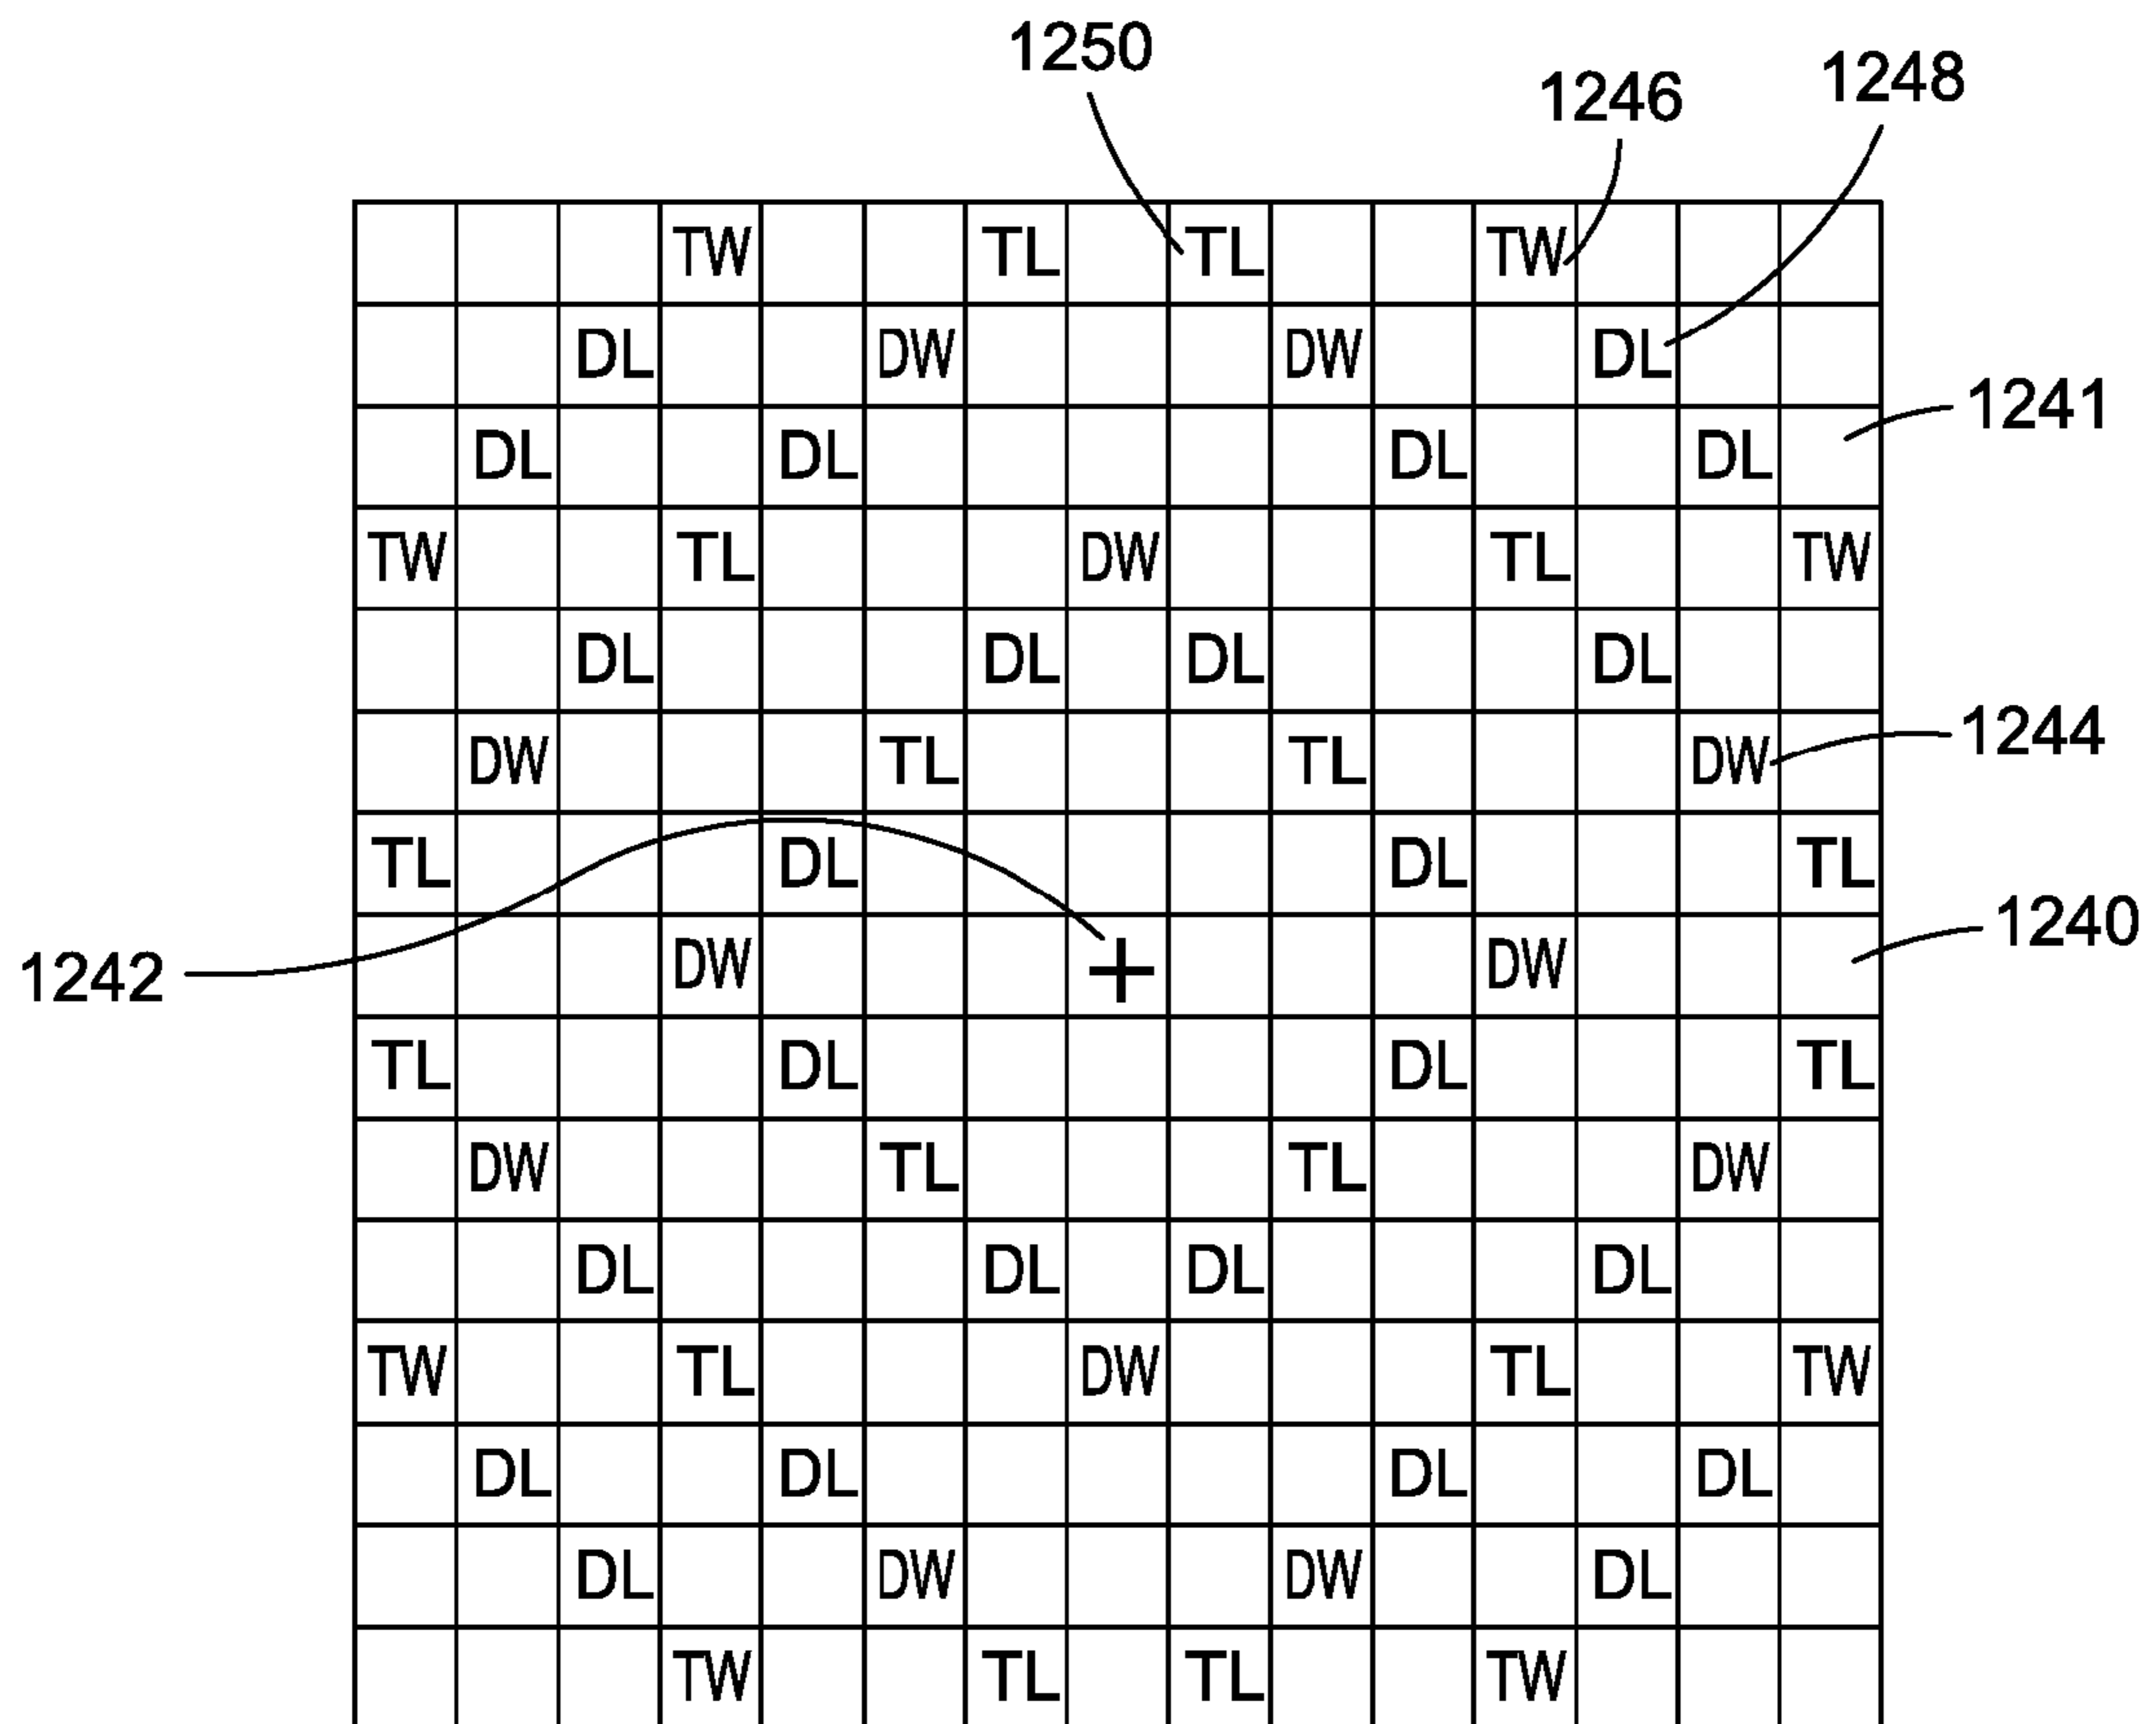 1250
1246
1248
TW TL TL TW
DL DW DW DL
1241
DL DL DL DL
TW TL DW TL TW
DL DL DL DL
1244
DW TL TL DW
TL DL DL TL
1240
1242 DW + DW
TL DL DL TL
DW TL TL DW
DL DL DL DL
TW TL DW TL TW
DL DL DL DL
DL DW DW DL
TW TL TL TW